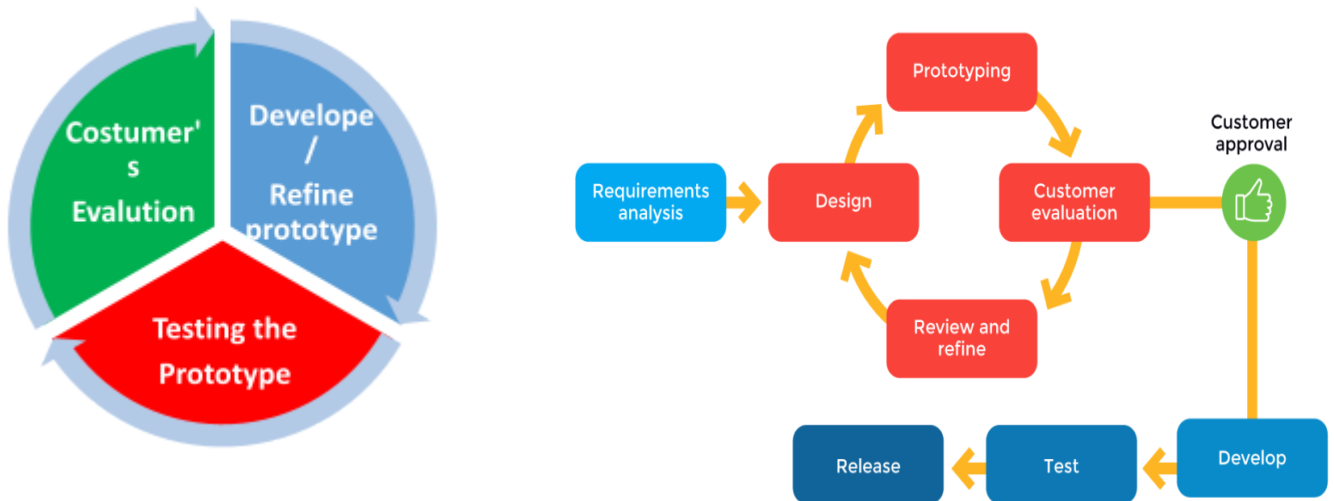 Costumer'
s
Evalution
Develope
/
Refine
prototype
Testing the
Prototype
Prototyping
Customer
approval
Requirements
analysis
Design
Customer
evaluation
Review and
refine
Release
Test
Develop